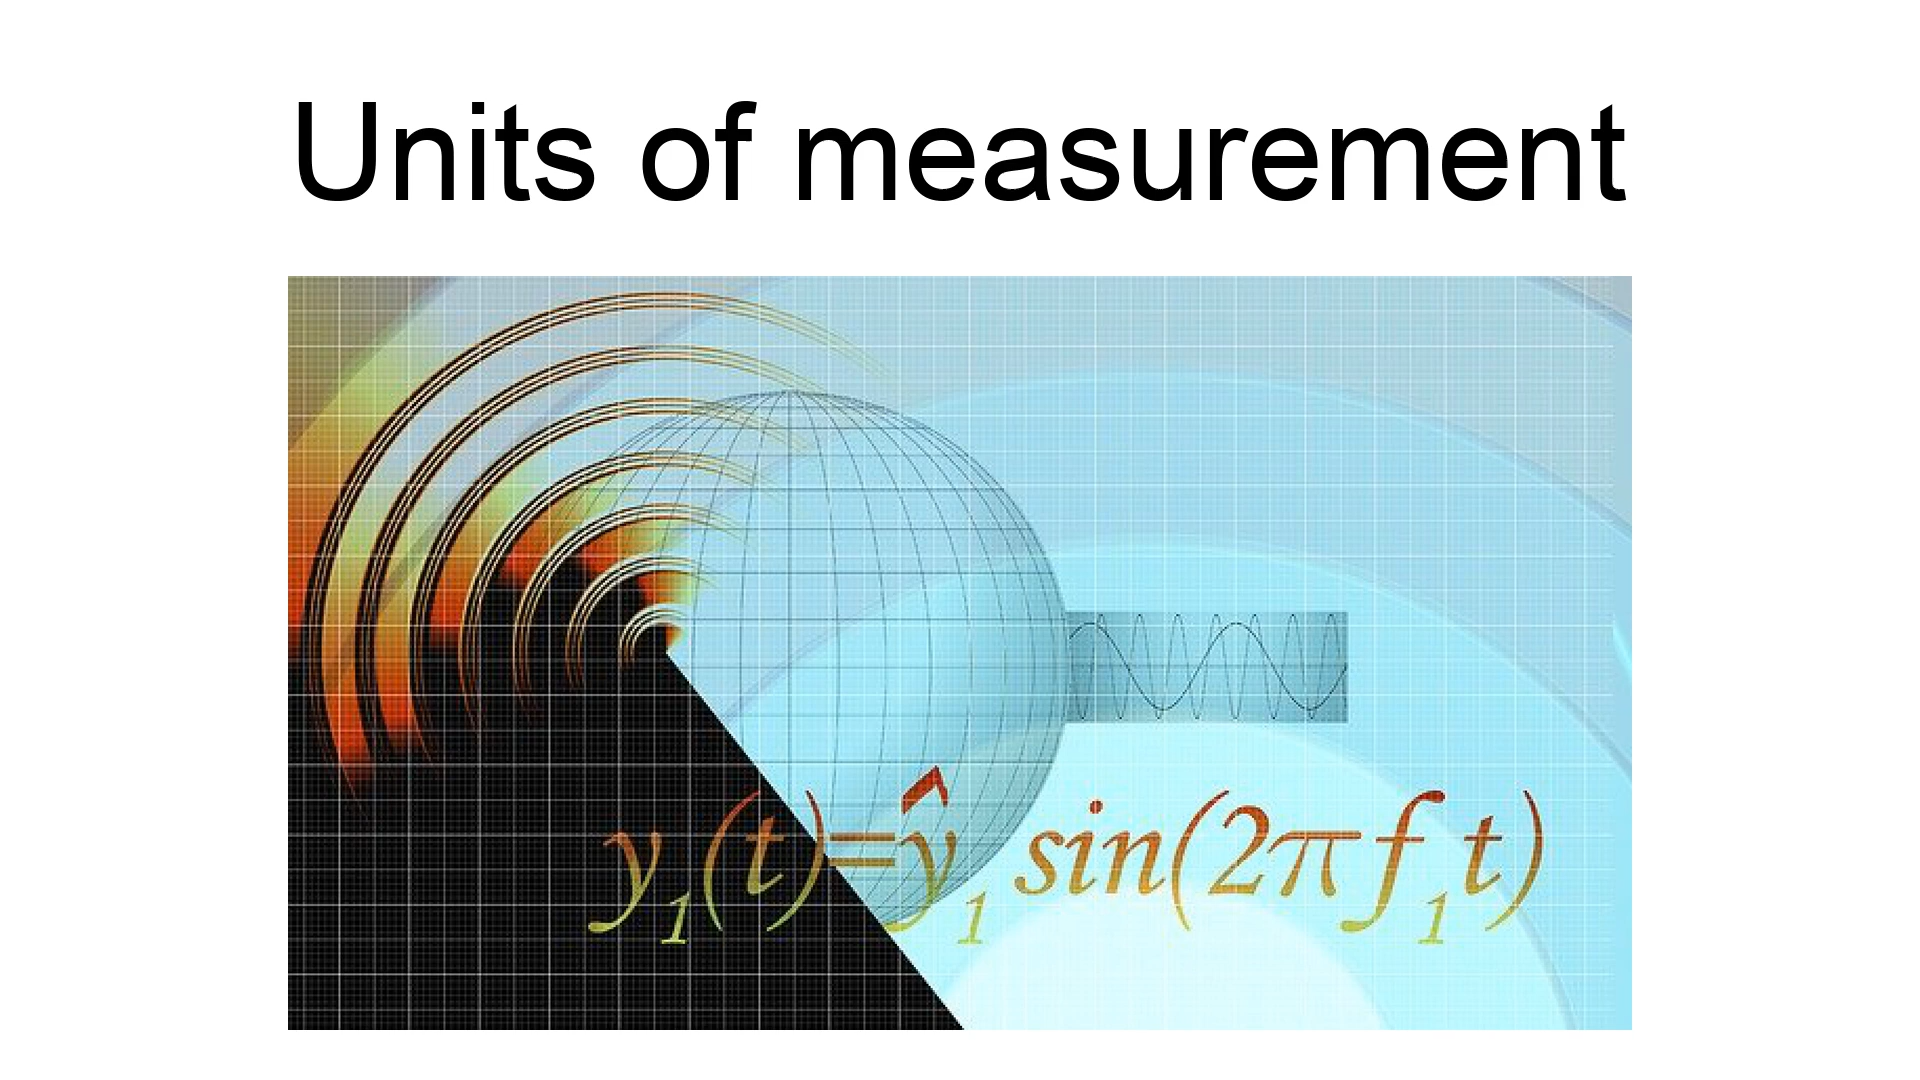 Units of measurement
y₁(t)=ŷ₁ sin(2πf₁t)